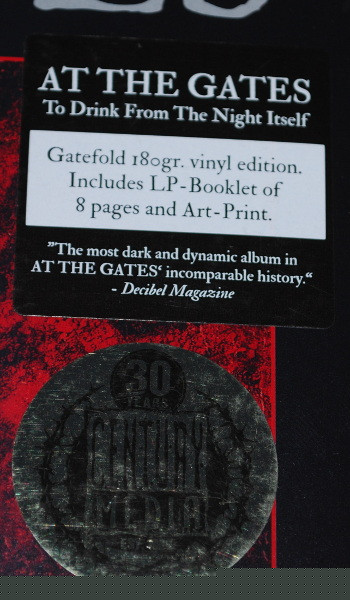 AT THE GATES
To Drink From The Night Itself
Gatefold 180gr. vinyl edition.
Includes LP-Booklet of
8 pages and Art-Print.
”The most dark and dynamic album in
AT THE GATES‘ incomparable history.“
- Decibel Magazine
30
YEARS
CENTURY
MEDIA